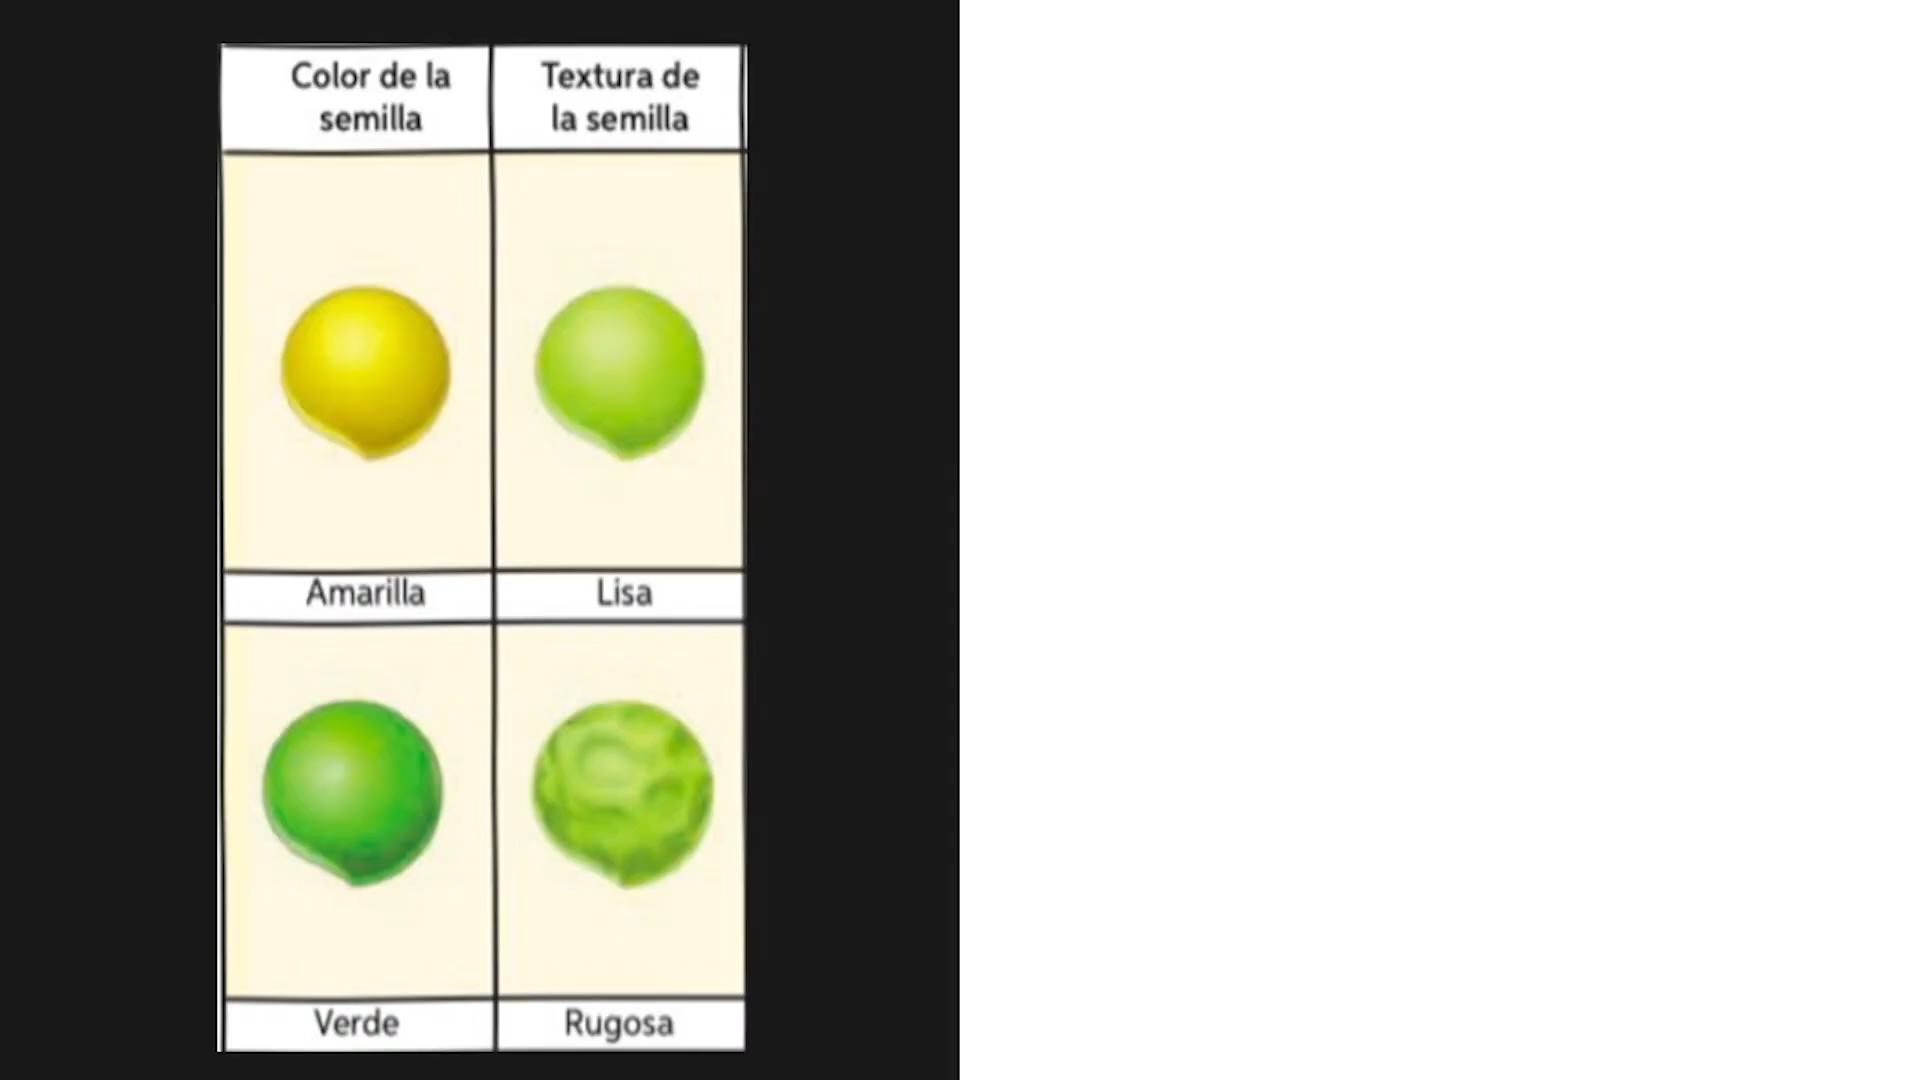 Color de la
semilla
Textura de
la semilla
Amarilla
Lisa
Verde
Rugosa